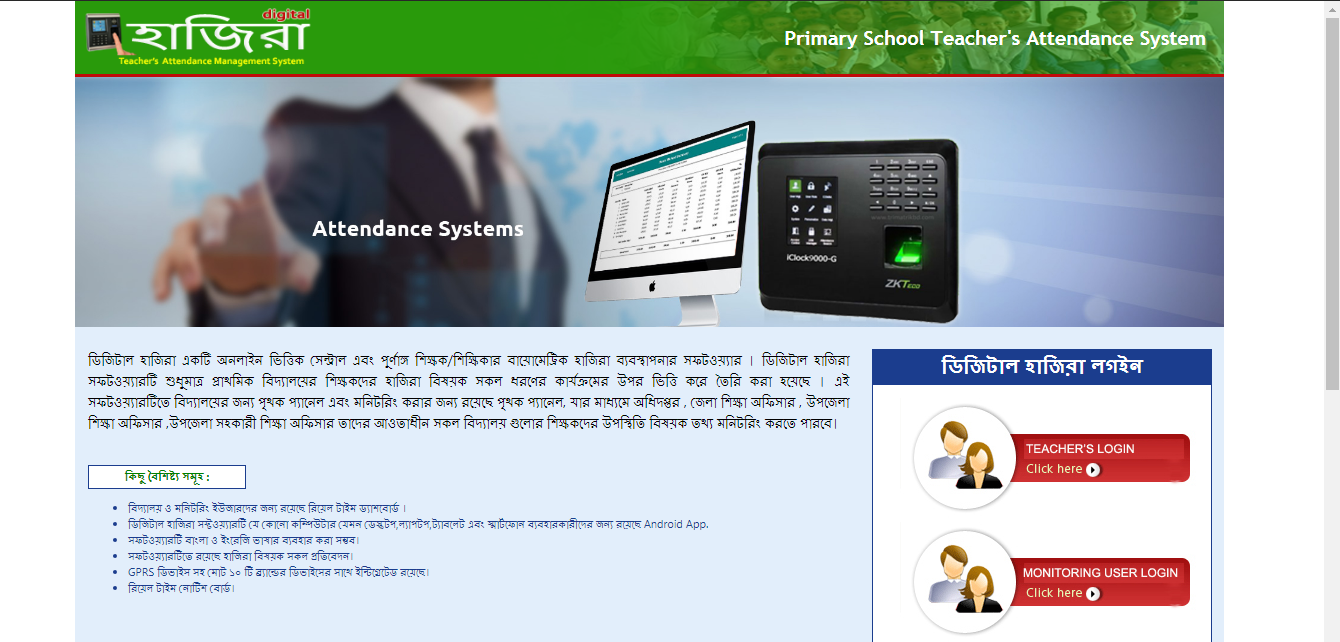 digital
হাজিরা
Teacher's Attendance Management System
Primary School Teacher's Attendance System
Attendance Systems
iClock9000-G
ZKTeco
ডিজিটাল হাজিরা একটি অনলাইন ভিত্তিক সেন্ট্রাল এবং পূর্ণাঙ্গ শিক্ষক/শিক্ষিকার বায়োমেট্রিক হাজিরা ব্যবস্থাপনার সফটওয়্যার । ডিজিটাল হাজিরা
সফটওয়্যারটি শুধুমাত্র প্রাথমিক বিদ্যালয়ের শিক্ষকদের হাজিরা বিষয়ক সকল ধরণের কার্যক্রমের উপর ভিত্তি করে তৈরি করা হয়েছে । এই
সফটওয়্যারটিতে বিদ্যালয়ের জন্য পৃথক প্যানেল এবং মনিটরিং করার জন্য রয়েছে পৃথক প্যানেল, যার মাধ্যমে অধিদপ্তর , জেলা শিক্ষা অফিসার , উপজেলা
শিক্ষা অফিসার ,উপজেলা সহকারী শিক্ষা অফিসার তাদের আওতাধীন সকল বিদ্যালয় গুলোর শিক্ষকদের উপস্থিতি বিষয়ক তথ্য মনিটরিং করতে পারবে।
কিছু বৈশিষ্ট্য সমূহ :
বিদ্যালয় ও মনিটরিং ইউজারদের জন্য রয়েছে রিয়েল টাইম ড্যাশবোর্ড ।
ডিজিটাল হাজিরা সফ্টওয়্যারটি যে কোনো কম্পিউটার যেমন ডেস্কটপ,ল্যাপটপ,ট্যাবলেট এবং স্মার্টফোন ব্যবহারকারীদের জন্য রয়েছে Android App.
সফটওয়্যারটি বাংলা ও ইংরেজি ভাষার ব্যবহার করা সম্ভব।
সফটওয়্যারটিতে রয়েছে হাজিরা বিষয়ক সকল প্রতিবেদন।
GPRS ডিভাইস সহ মোট ১০ টি ব্র্যান্ডের ডিভাইসের সাথে ইন্টিগ্রেটেড রয়েছে।
রিয়েল টাইম নোটিশ বোর্ড।
ডিজিটাল হাজিরা লগইন
TEACHER'S LOGIN
Click here
MONITORING USER LOGIN
Click here